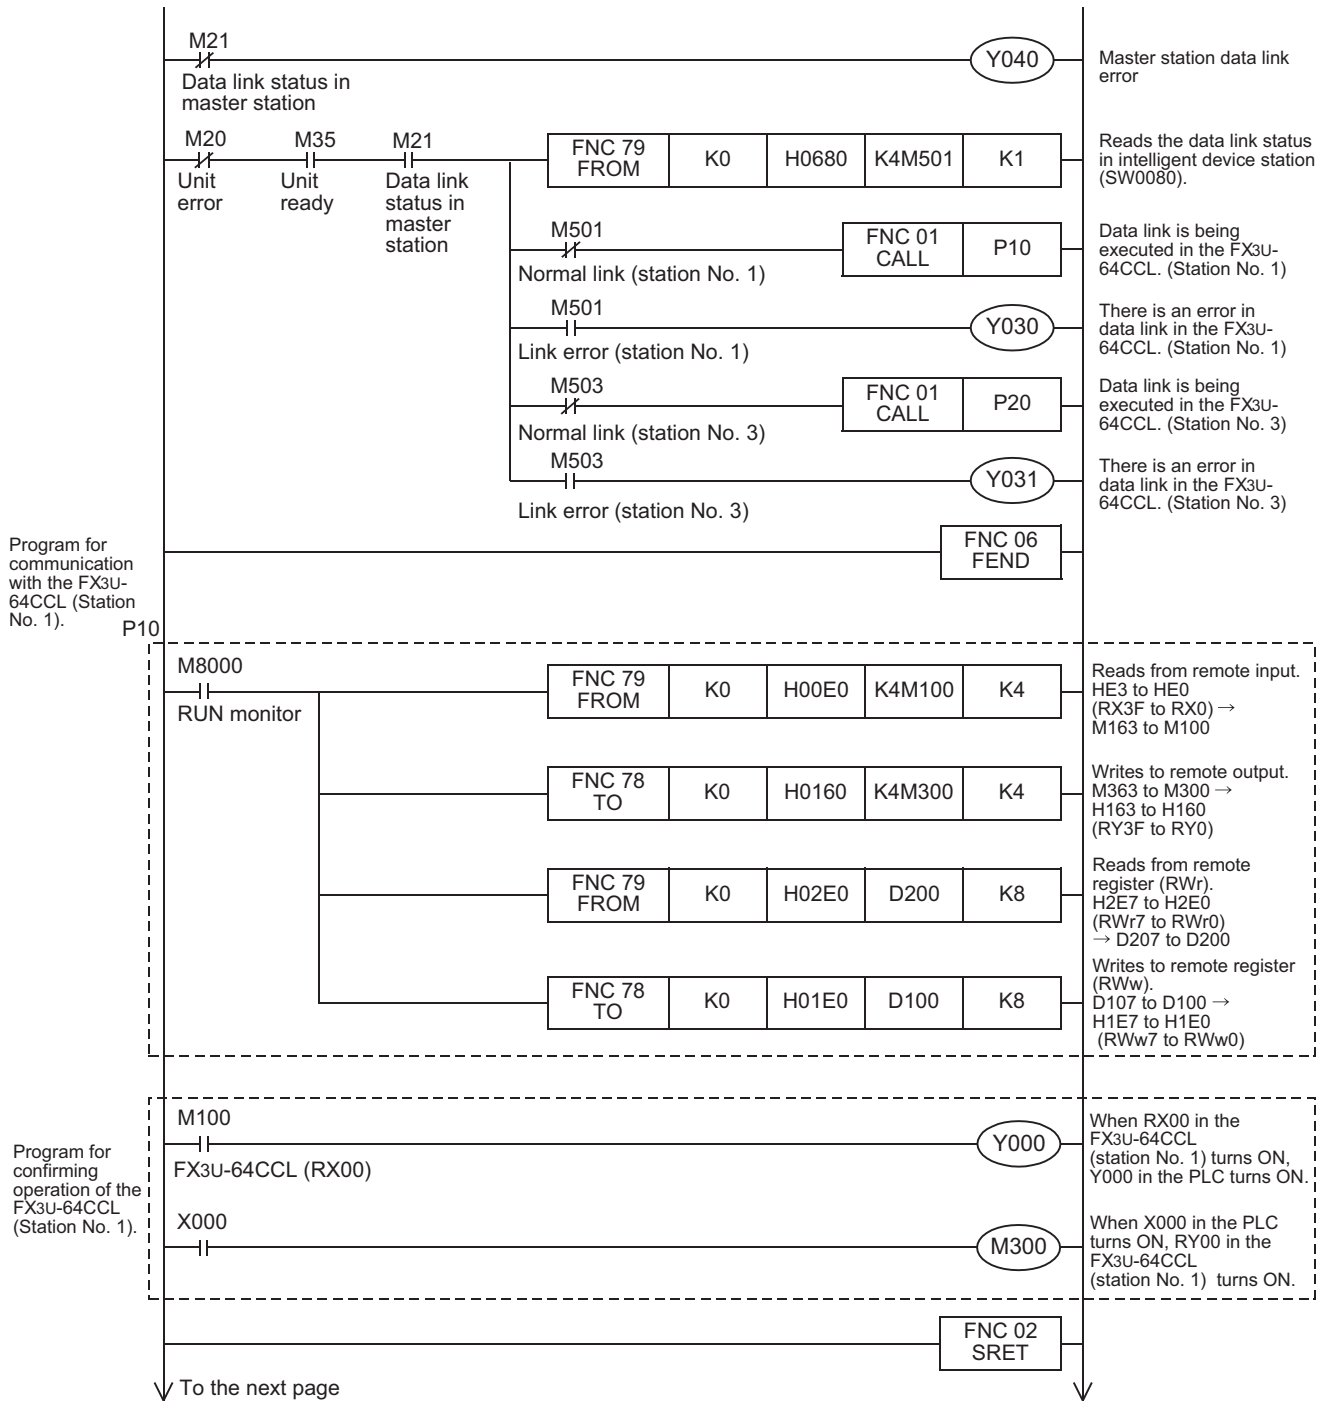 M21
Data link status in
master station
Y040
Master station data link
error
M20
Unit
error
M35
Unit
ready
M21
Data link
status in
master
station
FNC 79
FROM
K0
H0680
K4M501
K1
Reads the data link status
in intelligent device station
(SW0080).
M501
Normal link (station No. 1)
FNC 01
CALL
P10
Data link is being
executed in the FX3U-
64CCL. (Station No. 1)
M501
Link error (station No. 1)
Y030
There is an error in
data link in the FX3U-
64CCL. (Station No. 1)
M503
Normal link (station No. 3)
FNC 01
CALL
P20
Data link is being
executed in the FX3U-
64CCL. (Station No. 3)
M503
Link error (station No. 3)
Y031
There is an error in
data link in the FX3U-
64CCL. (Station No. 3)
FNC 06
FEND
Program for
communication
with the FX3U-
64CCL (Station
No. 1).
P10
M8000
RUN monitor
FNC 79
FROM
K0
H00E0
K4M100
K4
Reads from remote input.
HE3 to HE0
(RX3F to RX0) →
M163 to M100
FNC 78
TO
K0
H0160
K4M300
K4
Writes to remote output.
M363 to M300 →
H163 to H160
(RY3F to RY0)
FNC 79
FROM
K0
H02E0
D200
K8
Reads from remote
register (RWr).
H2E7 to H2E0
(RWr7 to RWr0)
→ D207 to D200
FNC 78
TO
K0
H01E0
D100
K8
Writes to remote register
(RWw).
D107 to D100 →
H1E7 to H1E0
(RWw7 to RWw0)
Program for
confirming
operation of the
FX3U-64CCL
(Station No. 1).
M100
FX3U-64CCL (RX00)
Y000
When RX00 in the
FX3U-64CCL
(station No. 1) turns ON,
Y000 in the PLC turns ON.
X000
M300
When X000 in the PLC
turns ON, RY00 in the
FX3U-64CCL
(station No. 1) turns ON.
FNC 02
SRET
To the next page